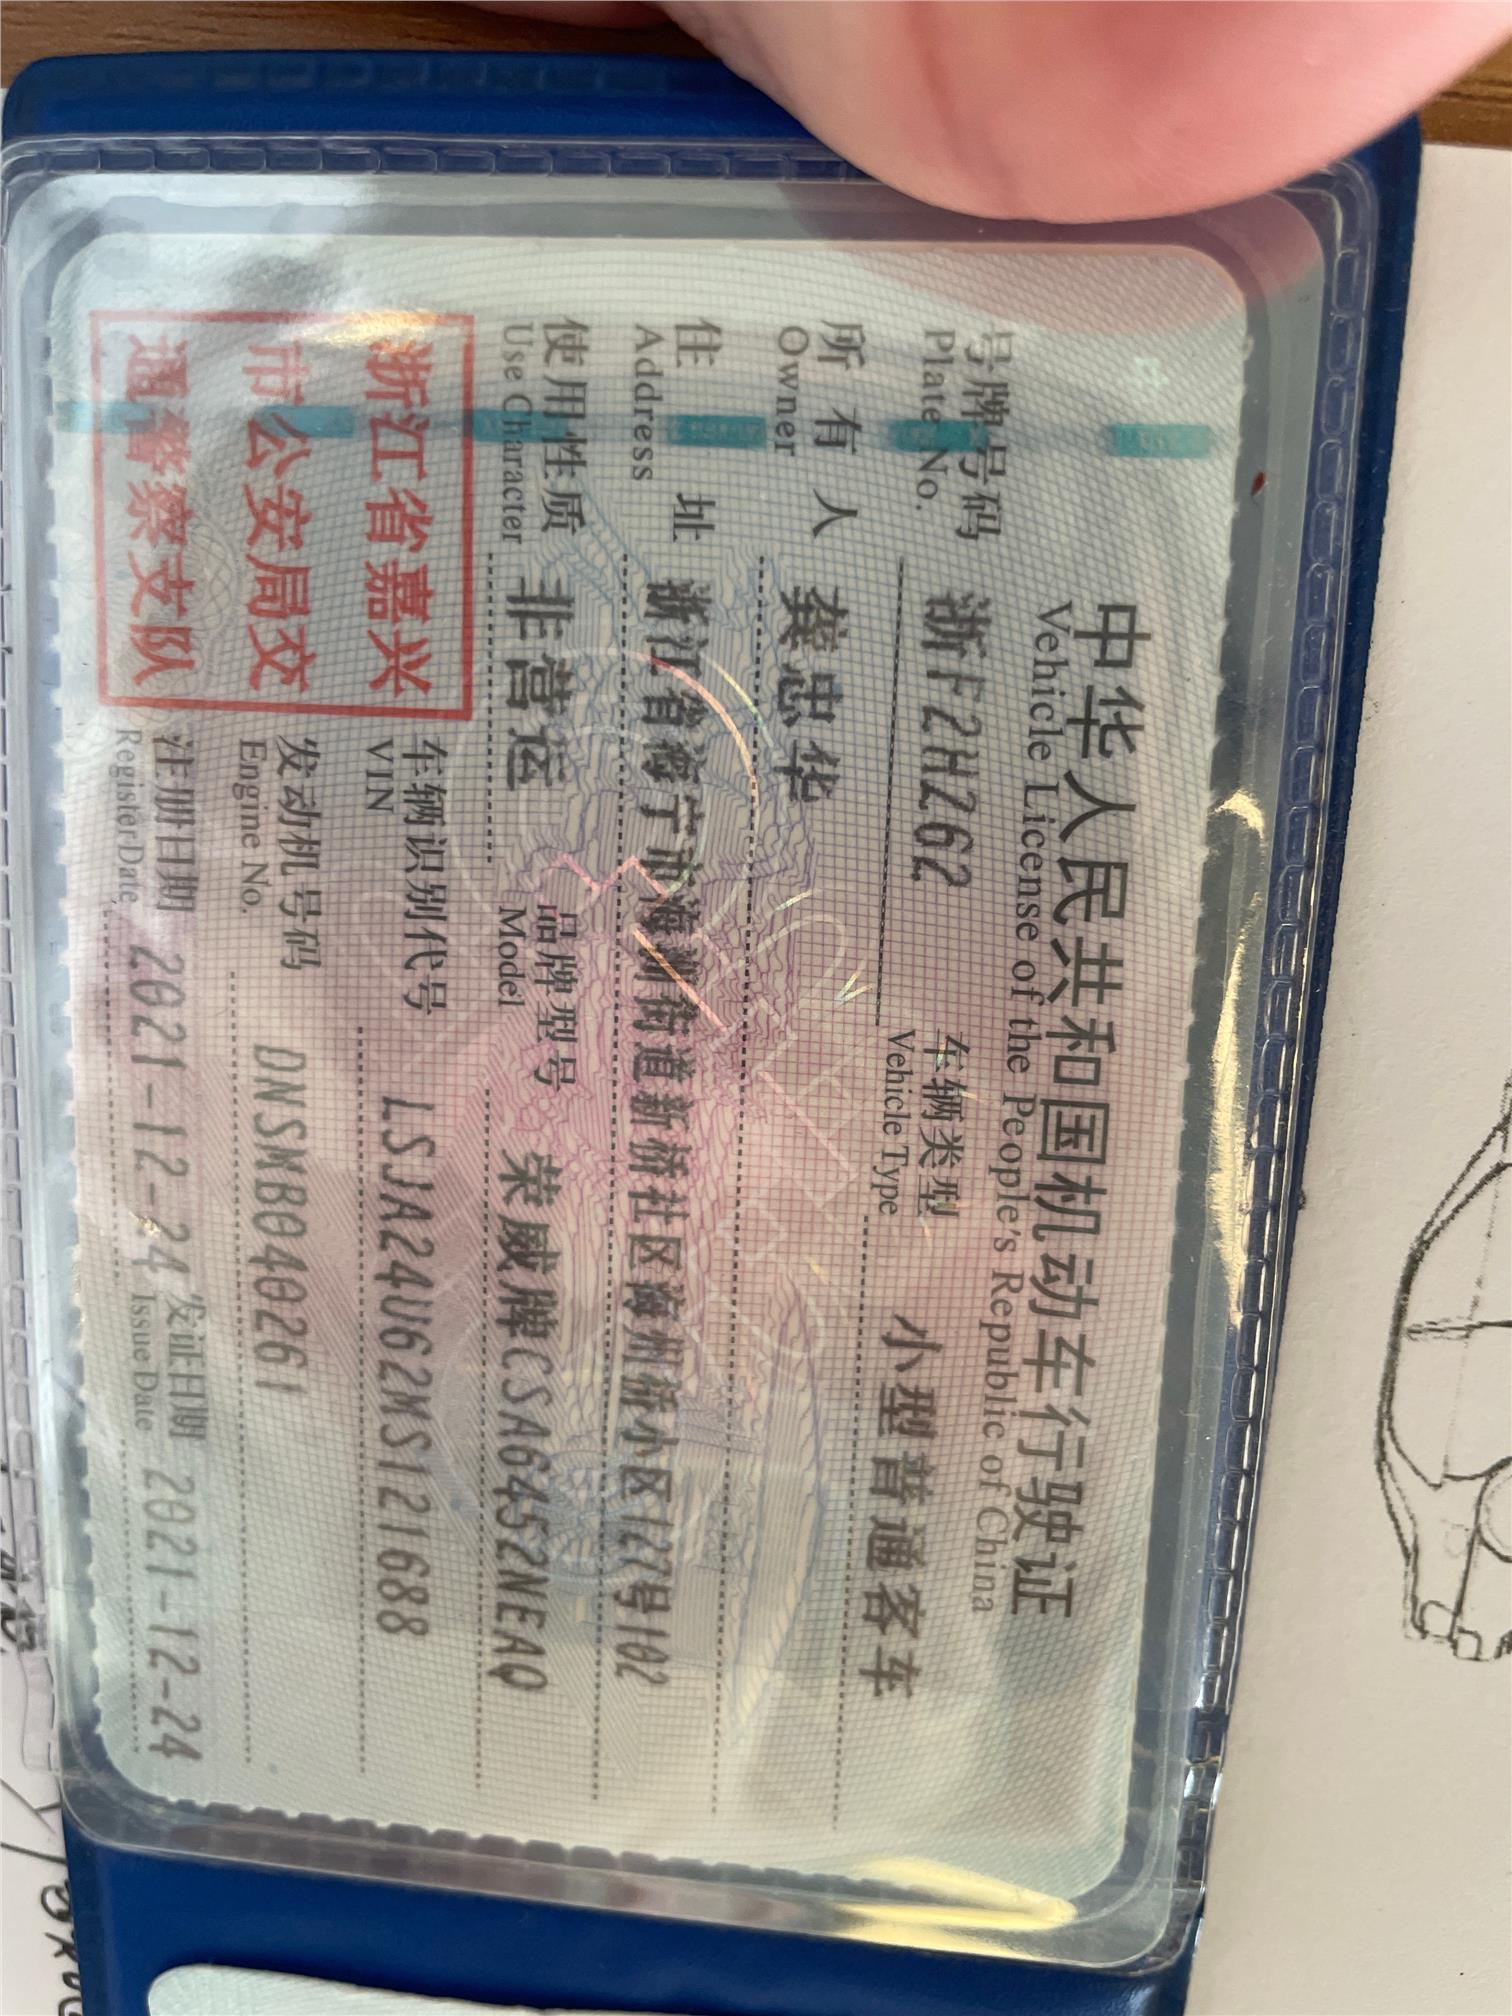 中华人民共和国机动车行驶证
Vehicle License of the People's Republic of China
号牌号码 浙F2HZ62 车辆类型 小型普通客车
Plate No. Vehicle Type
所有人 龚忠华
Owner
住址 浙江省海宁市海洲街道新桥社区海州桥小区167号102
Address
使用性质 非营运 品牌型号 荣威牌CSA6452NEAQ
Use Character Model
浙江省嘉兴
市公安局交
通警察支队
车辆识别代号 LSJA24U62MS121688
VIN
发动机号码 DNSMB040261
Engine No.
注册日期 2021-12-24 发证日期 2021-12-24
Register Date Issue Date